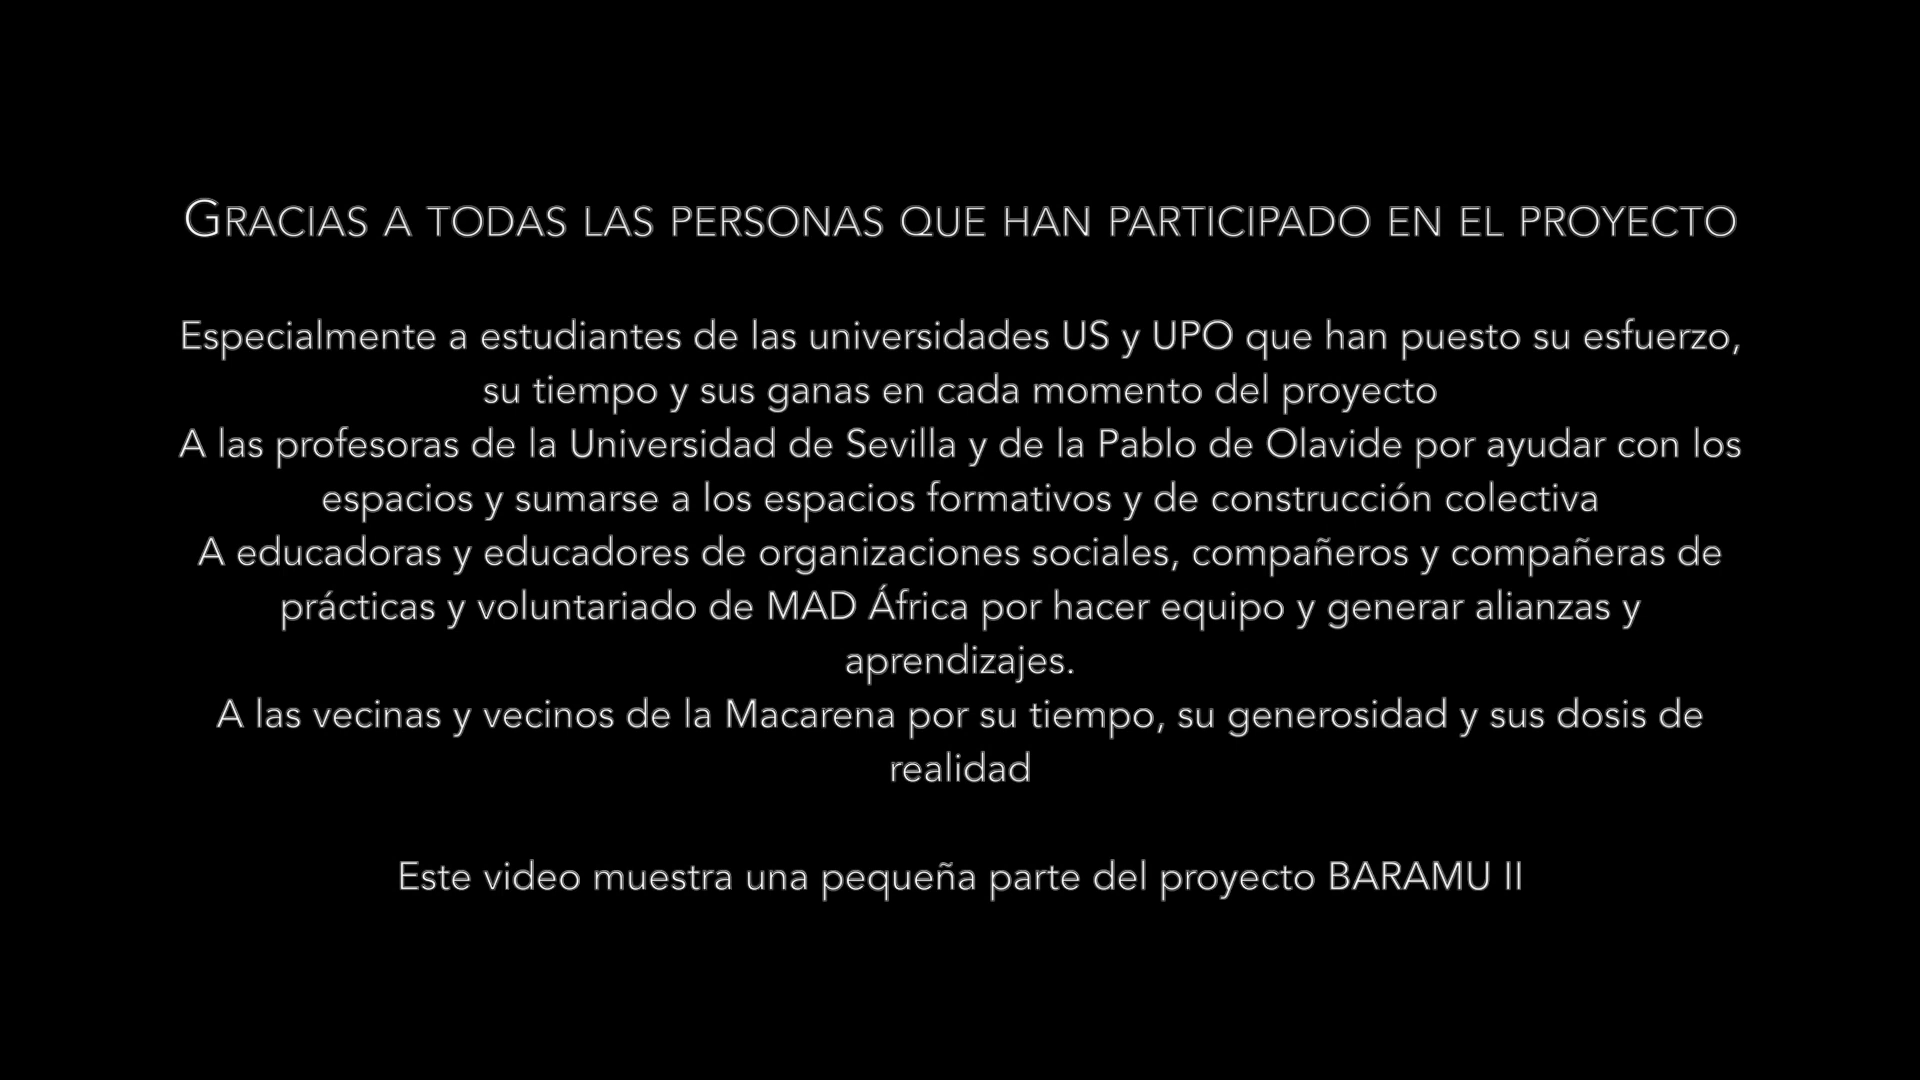 GRACIAS A TODAS LAS PERSONAS QUE HAN PARTICIPADO EN EL PROYECTO
Especialmente a estudiantes de las universidades US y UPO que han puesto su esfuerzo,
su tiempo y sus ganas en cada momento del proyecto
A las profesoras de la Universidad de Sevilla y de la Pablo de Olavide por ayudar con los
espacios y sumarse a los espacios formativos y de construcción colectiva
A educadoras y educadores de organizaciones sociales, compañeros y compañeras de
prácticas y voluntariado de MAD África por hacer equipo y generar alianzas y
aprendizajes.
A las vecinas y vecinos de la Macarena por su tiempo, su generosidad y sus dosis de
realidad
Este video muestra una pequeña parte del proyecto BARAMU II